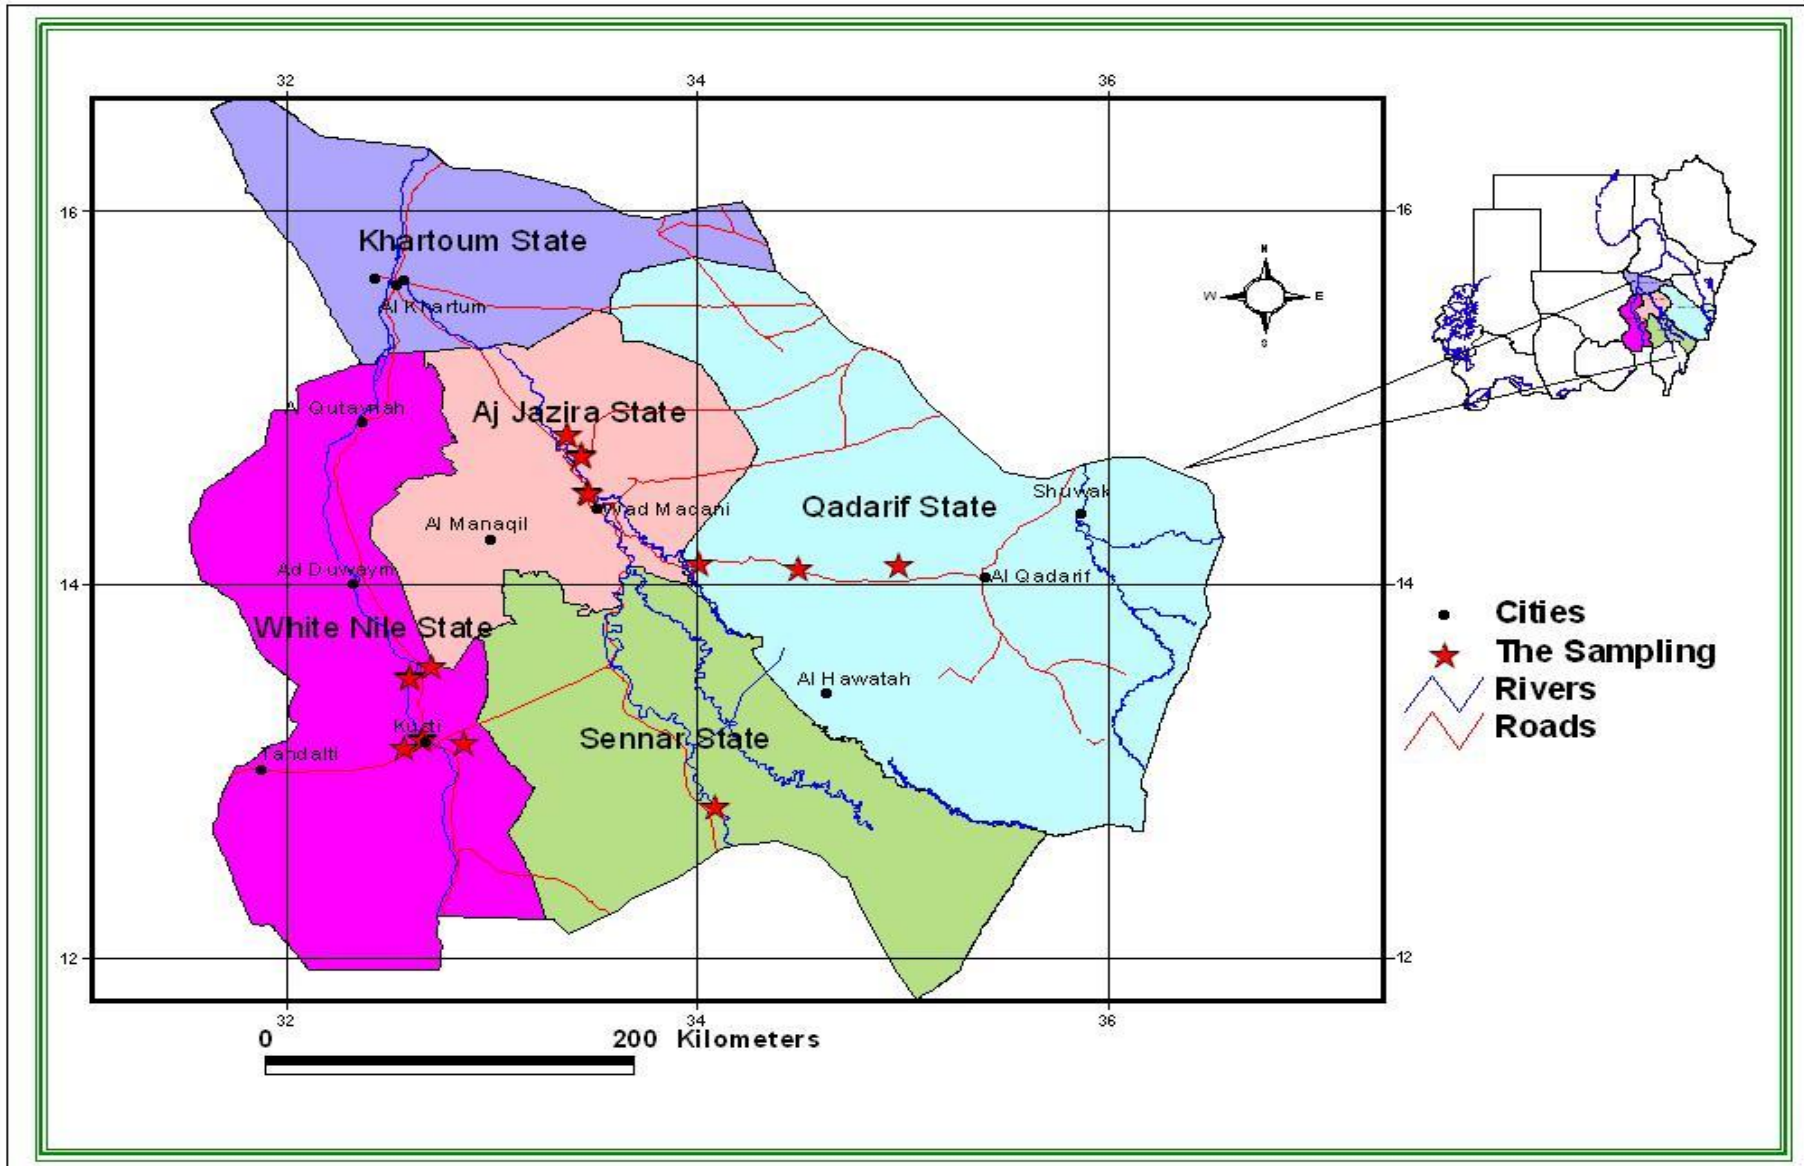 32 34 36
N
W E
S
16 16
Khartoum State
Al Khartum
Aj Jazira State
Qutaynah
Shuwak
Qadarif State
Wad Madani
Al Manaqil
Ad Duwaym
14 14
Al Qadarif
White Nile State
Al Hawatah
Kusti
Sennar State
Tandalti
12 12
32 34 36
0 200 Kilometers
Cities
The Sampling
Rivers
Roads